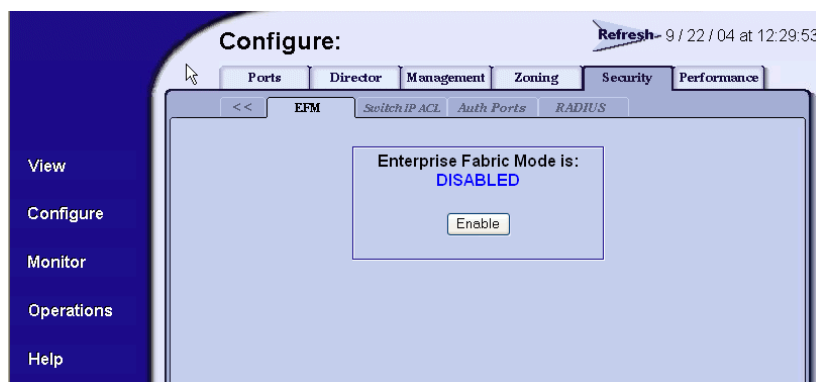 Configure:
Refresh- 9 / 22 / 04 at 12:29:53
Ports Director Management Zoning Security Performance
<< EFM Switch IP ACL Auth Ports RADIUS
Enterprise Fabric Mode is:
DISABLED
Enable
View
Configure
Monitor
Operations
Help